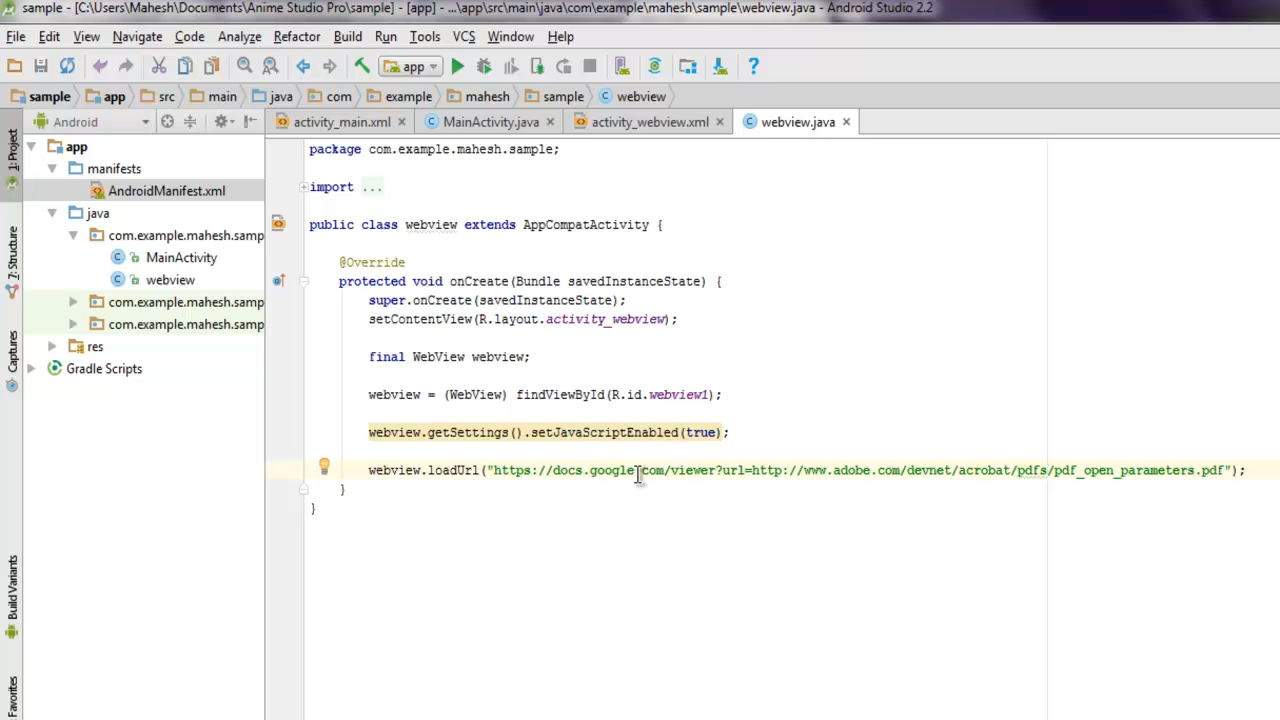 sample - [C:\Users\Mahesh\Documents\Anime Studio Pro\sample] - [app] - ...\app\src\main\java\com\example\mahesh\sample\webview.java - Android Studio 2.2
File Edit View Navigate Code Analyze Refactor Build Run Tools VCS Window Help
app
sample app src main java com example mahesh sample webview
Android
activity_main.xml MainActivity.java activity_webview.xml webview.java
1: Project
7: Structure
Captures
Build Variants
Favorites
app
manifests
AndroidManifest.xml
java
com.example.mahesh.samp
MainActivity
webview
com.example.mahesh.samp
com.example.mahesh.samp
res
Gradle Scripts
package com.example.mahesh.sample;
import ...
public class webview extends AppCompatActivity {
@Override
protected void onCreate(Bundle savedInstanceState) {
super.onCreate(savedInstanceState);
setContentView(R.layout.activity_webview);
final WebView webview;
webview = (WebView) findViewById(R.id.webview1);
webview.getSettings().setJavaScriptEnabled(true);
webview.loadUrl("https://docs.google.com/viewer?url=http://www.adobe.com/devnet/acrobat/pdfs/pdf_open_parameters.pdf");
}
}